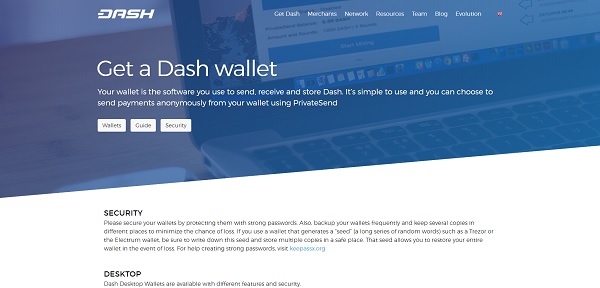 DASH
Get Dash Merchants Network Resources Team Blog Evolution
Get a Dash wallet
Your wallet is the software you use to send, receive and store Dash. It's simple to use and you can choose to
send payments anonymously from your wallet using PrivateSend
Wallets Guide Security
SECURITY
Please secure your wallets by protecting them with strong passwords. Also, backup your wallets frequently and keep several copies in
different places to minimize the chance of loss. If you use a wallet that generates a "seed" (a long series of random words) such as a Trezor or
the Electrum wallet, be sure to write down this seed and store multiple copies in a safe place. That seed allows you to restore your entire
wallet in the event of loss. For help creating strong passwords, visit keepassx.org.
DESKTOP
Dash Desktop Wallets are available with different features and security.